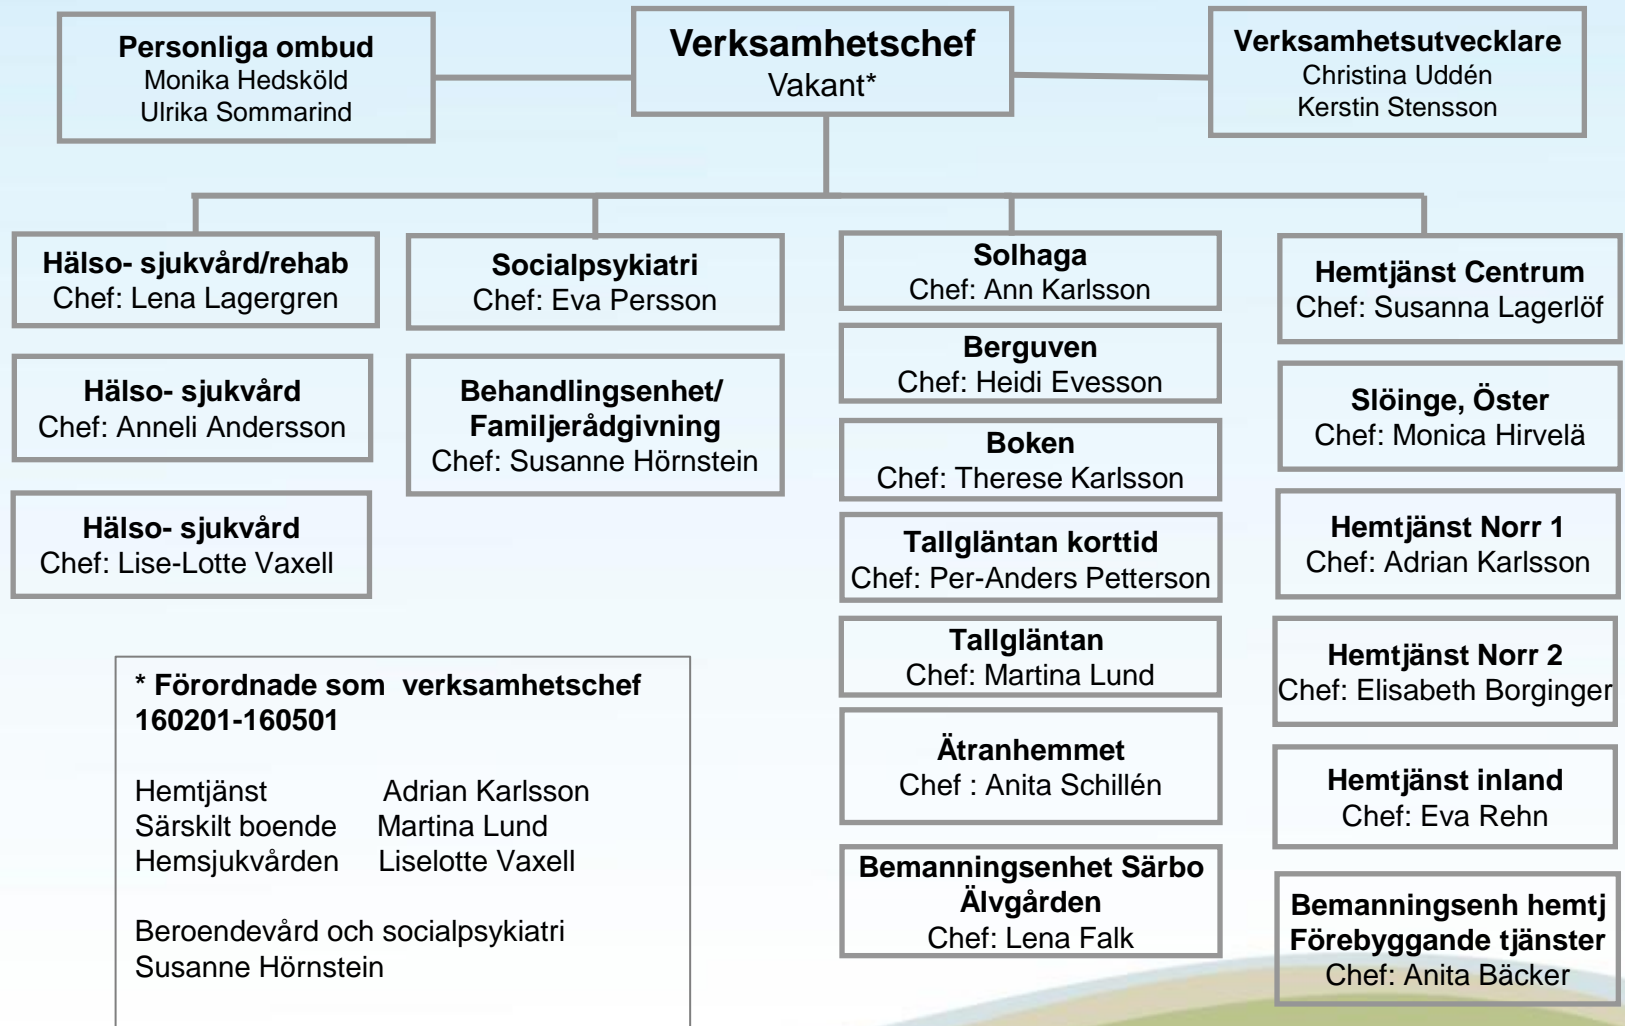 Personliga ombud
Monika Hedsköld
Ulrika Sommarind
Verksamhetschef
Vakant*
Verksamhetsutvecklare
Christina Uddén
Kerstin Stensson
Hälso- sjukvård/rehab
Chef: Lena Lagergren
Hälso- sjukvård
Chef: Anneli Andersson
Hälso- sjukvård
Chef: Lise-Lotte Vaxell
Socialpsykiatri
Chef: Eva Persson
Behandlingsenhet/
Familjerådgivning
Chef: Susanne Hörnstein
Solhaga
Chef: Ann Karlsson
Berguven
Chef: Heidi Evesson
Boken
Chef: Therese Karlsson
Tallgläntan korttid
Chef: Per-Anders Petterson
Tallgläntan
Chef: Martina Lund
Ätranhemmet
Chef : Anita Schillén
Bemanningsenhet Särbo
Älvgården
Chef: Lena Falk
Hemtjänst Centrum
Chef: Susanna Lagerlöf
Slöinge, Öster
Chef: Monica Hirvelä
Hemtjänst Norr 1
Chef: Adrian Karlsson
Hemtjänst Norr 2
Chef: Elisabeth Borginger
Hemtjänst inland
Chef: Eva Rehn
Bemanningsenh hemtj
Förebyggande tjänster
Chef: Anita Bäcker
* Förordnade som verksamhetschef
160201-160501
Hemtjänst Adrian Karlsson
Särskilt boende Martina Lund
Hemsjukvården Liselotte Vaxell
Beroendevård och socialpsykiatri
Susanne Hörnstein